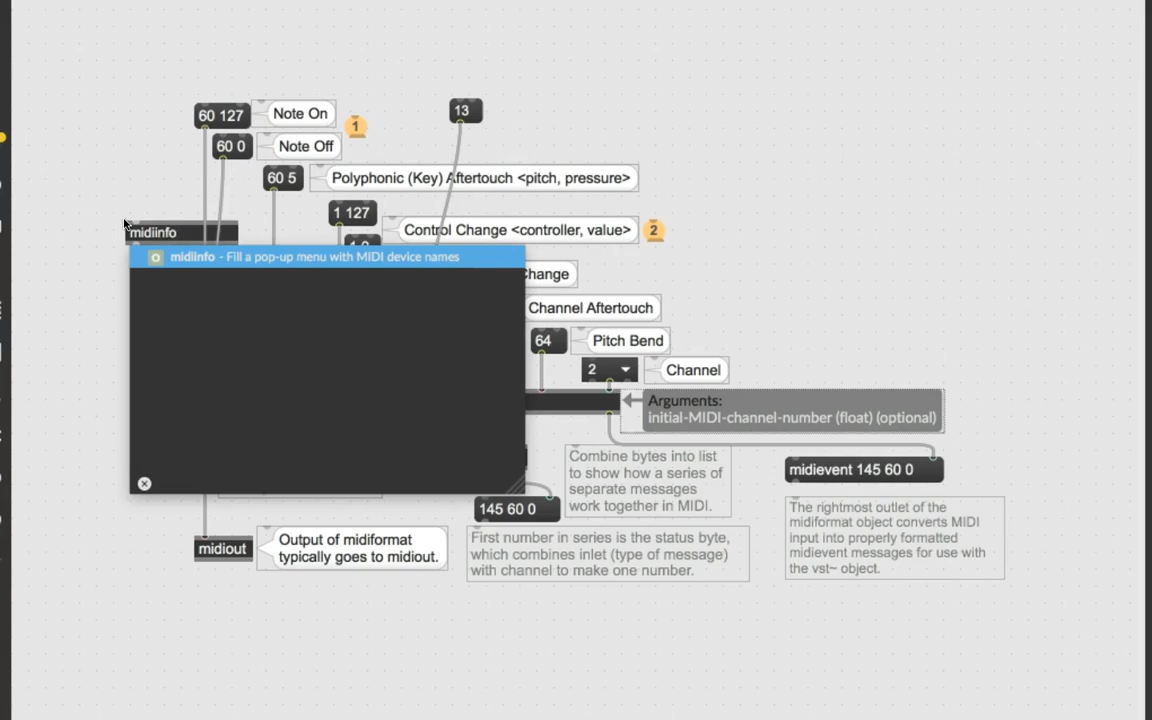 60 127
Note On
13
1
60 0
Note Off
60 5
Polyphonic (Key) Aftertouch <pitch, pressure>
1 127
midiinfo
Control Change <controller, value>
2
midiinfo - Fill a pop-up menu with MIDI device names
Change
Channel Aftertouch
64
Pitch Bend
2
Channel
Arguments:
initial-MIDI-channel-number (float) (optional)
Combine bytes into list
to show how a series of
separate messages
work together in MIDI.
midievent 145 60 0
145 60 0
The rightmost outlet of the
midiformat object converts MIDI
input into properly formatted
midievent messages for use with
the vst~ object.
midiout
Output of midiformat
typically goes to midiout.
First number in series is the status byte,
which combines inlet (type of message)
with channel to make one number.